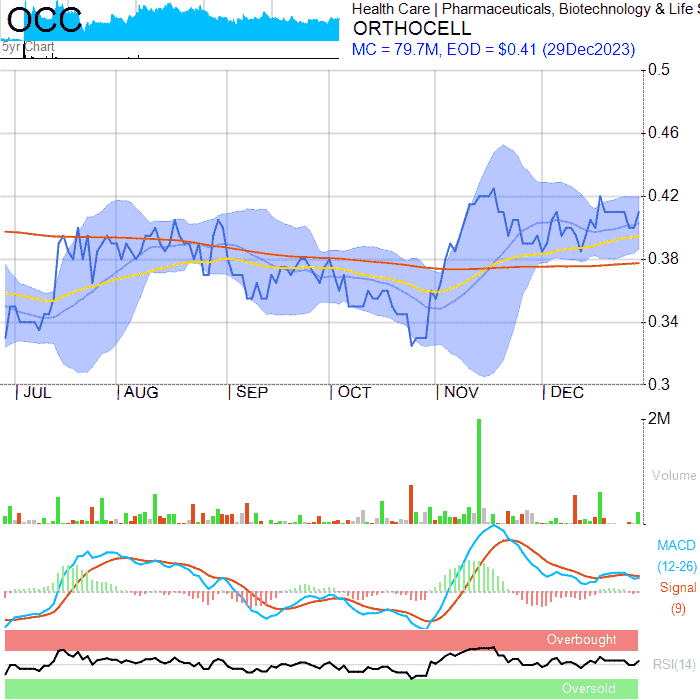 OCC
5yr Chart
Health Care | Pharmaceuticals, Biotechnology & Life S
ORTHOCELL
MC = 79.7M, EOD = $0.41 (29Dec2023)
0.5
0.46
0.42
0.38
0.34
0.3
JUL AUG SEP OCT NOV DEC
2M
Volume
MACD
(12-26)
Signal
(9)
Overbought
RSI(14)
Oversold